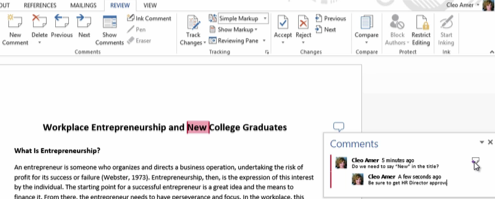 OUT REFERENCES MAILINGS REVIEW VIEW Cleo Amer
New Comment
Delete
Previous
Next
Show Comments
Ink Comment
Pen
Eraser
Comments
Track Changes
Simple Markup
Show Markup
Reviewing Pane
Tracking
Accept
Reject
Previous
Next
Changes
Compare
Compare
Block Authors
Restrict Editing
Protect
Start Inking
Ink
Workplace Entrepreneurship and New College Graduates
What Is Entrepreneurship?
An entrepreneur is someone who organizes and directs a business operation, undertaking the risk of
profit for its success or failure (Webster, 1973). Entrepreneurship, then, is the expression of this interest
by the individual. The starting point for a successful entrepreneur is a great idea and the means to
finance it. From there, the entrepreneur needs to have perseverance and focus. In the workplace, this
Comments
Cleo Amer 5 minutes ago
Do we need to say "New" in the title?
Cleo Amer A few seconds ago
Be sure to get HR Director approv